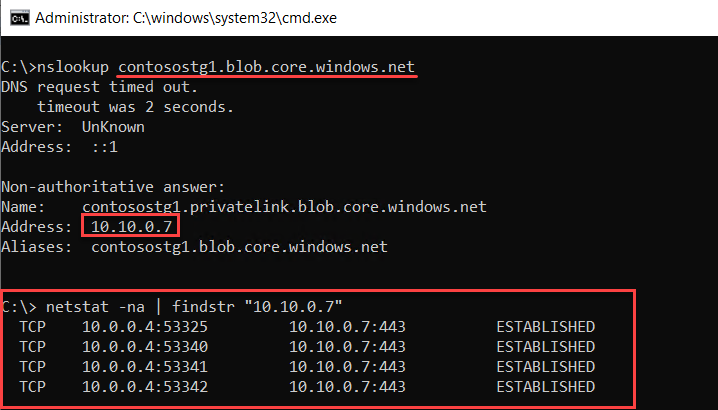 Administrator: C:\windows\system32\cmd.exe
C:\>nslookup contosostg1.blob.core.windows.net
DNS request timed out.
    timeout was 2 seconds.
Server:  UnKnown
Address:  ::1
Non-authoritative answer:
Name:    contosostg1.privatelink.blob.core.windows.net
Address:  10.10.0.7
Aliases:  contosostg1.blob.core.windows.net
C:\> netstat -na | findstr "10.10.0.7"
  TCP    10.0.0.4:53325         10.10.0.7:443          ESTABLISHED
  TCP    10.0.0.4:53340         10.10.0.7:443          ESTABLISHED
  TCP    10.0.0.4:53341         10.10.0.7:443          ESTABLISHED
  TCP    10.0.0.4:53342         10.10.0.7:443          ESTABLISHED